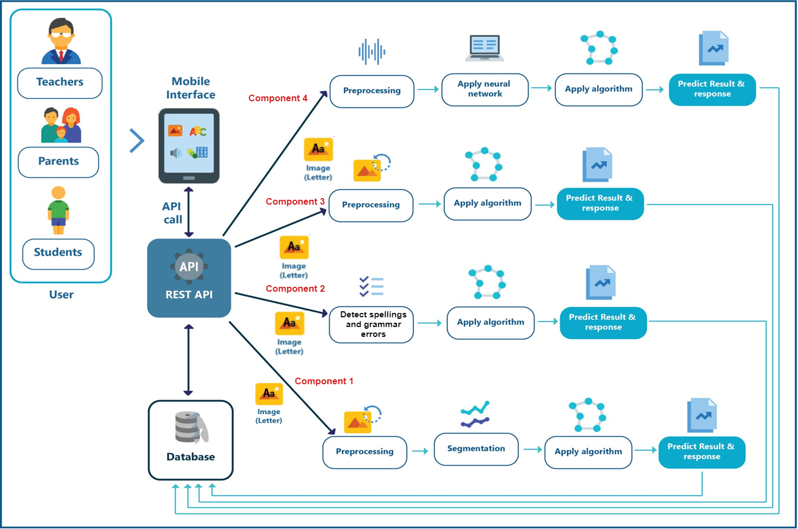 Teachers
Parents
Students
User
Mobile
Interface
ABC
API
call
API
REST API
Database
Component 4
Preprocessing
Apply neural
network
Apply algorithm
Predict Result &
response
Aa
Image
(Letter)
Component 3
Preprocessing
Apply algorithm
Predict Result &
response
Aa
Image
(Letter)
Component 2
Detect spellings
and grammar
errors
Apply algorithm
Predict Result &
response
Aa
Image
(Letter)
Component 1
Aa
Image
(Letter)
Preprocessing
Segmentation
Apply algorithm
Predict Result &
response